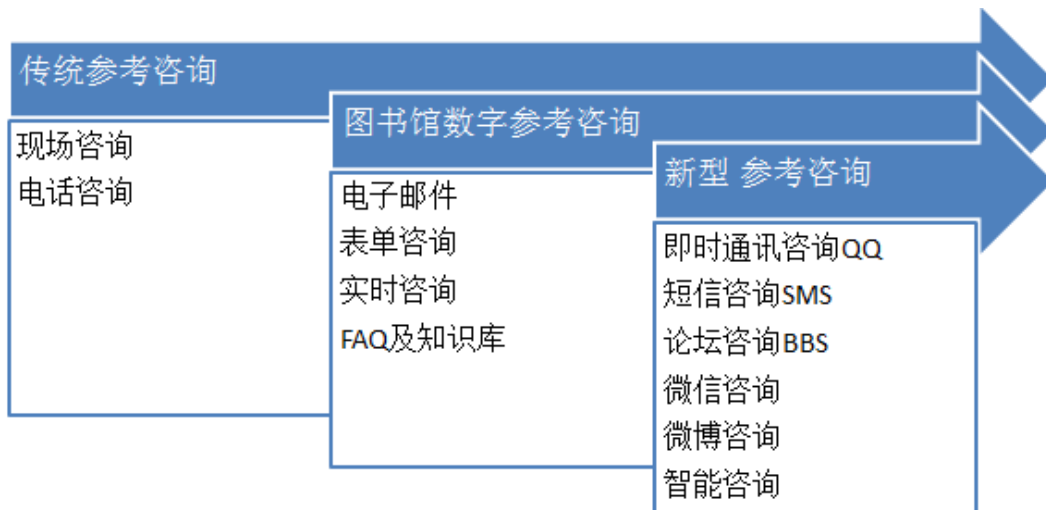 传统参考咨询
现场咨询
电话咨询
图书馆数字参考咨询
电子邮件
表单咨询
实时咨询
FAQ及知识库
新型 参考咨询
即时通讯咨询QQ
短信咨询SMS
论坛咨询BBS
微信咨询
微博咨询
智能咨询